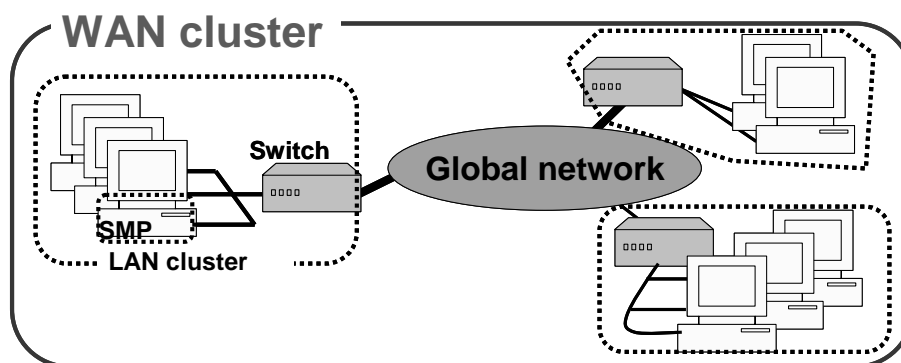 WAN cluster
Switch
Global network
SMP
LAN cluster